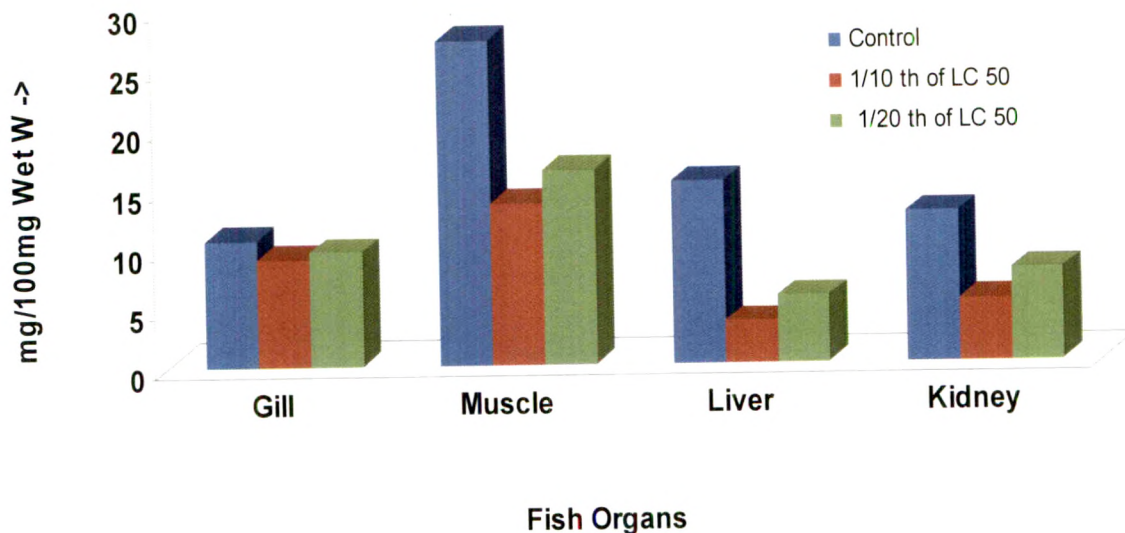 30
25
20
15
10
5
0
mg/100mg Wet W ->
Control
1/10 th of LC 50
1/20 th of LC 50
Gill Muscle Liver Kidney
Fish Organs